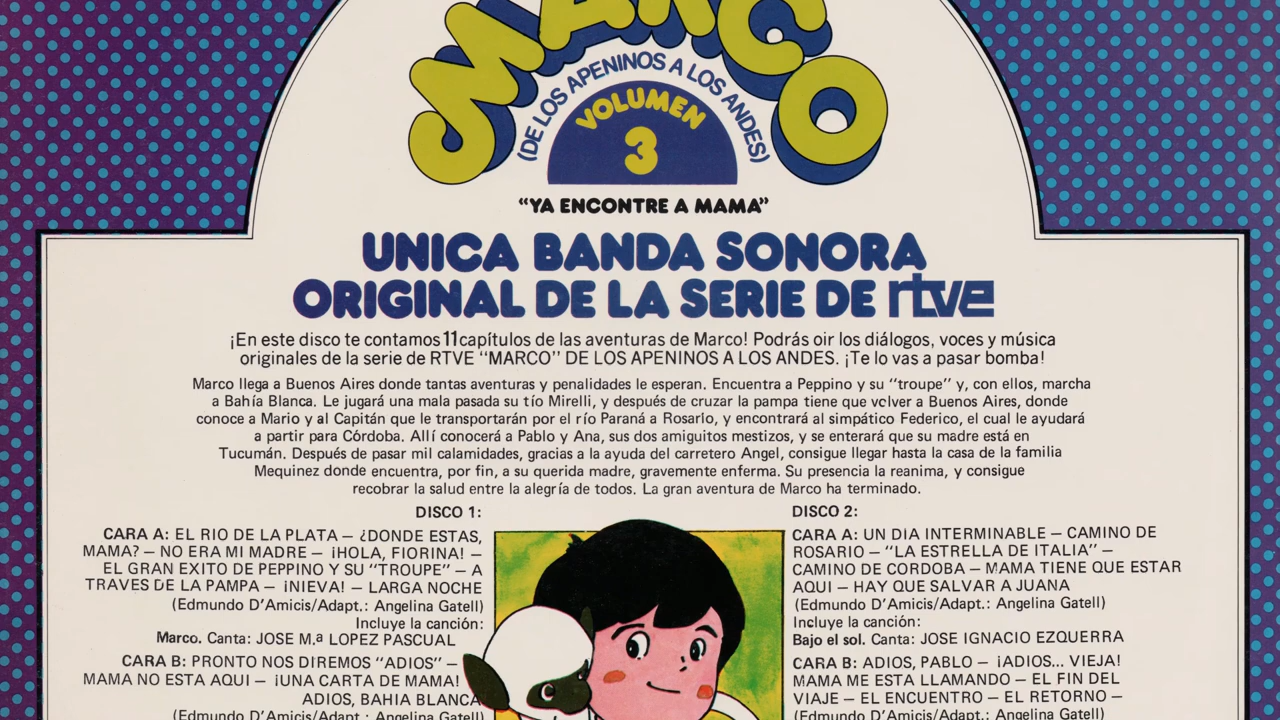 MARCO
(DE LOS APENINOS A LOS ANDES)
VOLUMEN
3
“YA ENCONTRE A MAMA”
UNICA BANDA SONORA
ORIGINAL DE LA SERIE DE rtve
¡En este disco te contamos 11 capítulos de las aventuras de Marco! Podrás oir los diálogos, voces y música
originales de la serie de RTVE “MARCO” DE LOS APENINOS A LOS ANDES. ¡Te lo vas a pasar bomba!
Marco llega a Buenos Aires donde tantas aventuras y penalidades le esperan. Encuentra a Peppino y su “troupe” y, con ellos, marcha
a Bahía Blanca. Le jugará una mala pasada su tío Mirelli, y después de cruzar la pampa tiene que volver a Buenos Aires, donde
conoce a Mario y al Capitán que le transportarán por el río Paraná a Rosario, y encontrará al simpático Federico, el cual le ayudará
a partir para Córdoba. Allí conocerá a Pablo y Ana, sus dos amiguitos mestizos, y se enterará que su madre está en
Tucumán. Después de pasar mil calamidades, gracias a la ayuda del carretero Angel, consigue llegar hasta la casa de la familia
Mequinez donde encuentra, por fin, a su querida madre, gravemente enferma. Su presencia la reanima, y consigue
recobrar la salud entre la alegría de todos. La gran aventura de Marco ha terminado.
DISCO 1:
CARA A: EL RIO DE LA PLATA — ¿DONDE ESTAS,
MAMA? — NO ERA MI MADRE — ¡HOLA, FIORINA! —
EL GRAN EXITO DE PEPPINO Y SU “TROUPE” — A
TRAVES DE LA PAMPA — ¡NIEVA! — LARGA NOCHE
(Edmundo D’Amicis/Adapt.: Angelina Gatell)
Incluye la canción:
Marco. Canta: JOSE M.ª LOPEZ PASCUAL
CARA B: PRONTO NOS DIREMOS “ADIOS” —
MAMA NO ESTA AQUI — ¡UNA CARTA DE MAMA! —
ADIOS, BAHIA BLANCA
(Edmundo D’Amicis/Adapt.: Angelina Gatell)
DISCO 2:
CARA A: UN DIA INTERMINABLE — CAMINO DE
ROSARIO — “LA ESTRELLA DE ITALIA” —
CAMINO DE CORDOBA — MAMA TIENE QUE ESTAR
AQUI — HAY QUE SALVAR A JUANA
(Edmundo D’Amicis/Adapt.: Angelina Gatell)
Incluye la canción:
Bajo el sol. Canta: JOSE IGNACIO EZQUERRA
CARA B: ADIOS, PABLO — ¡ADIOS... VIEJA!
MAMA ME ESTA LLAMANDO — EL FIN DEL
VIAJE — EL ENCUENTRO — EL RETORNO —
(Edmundo D’Amicis/Adapt.: Angelina Gatell)